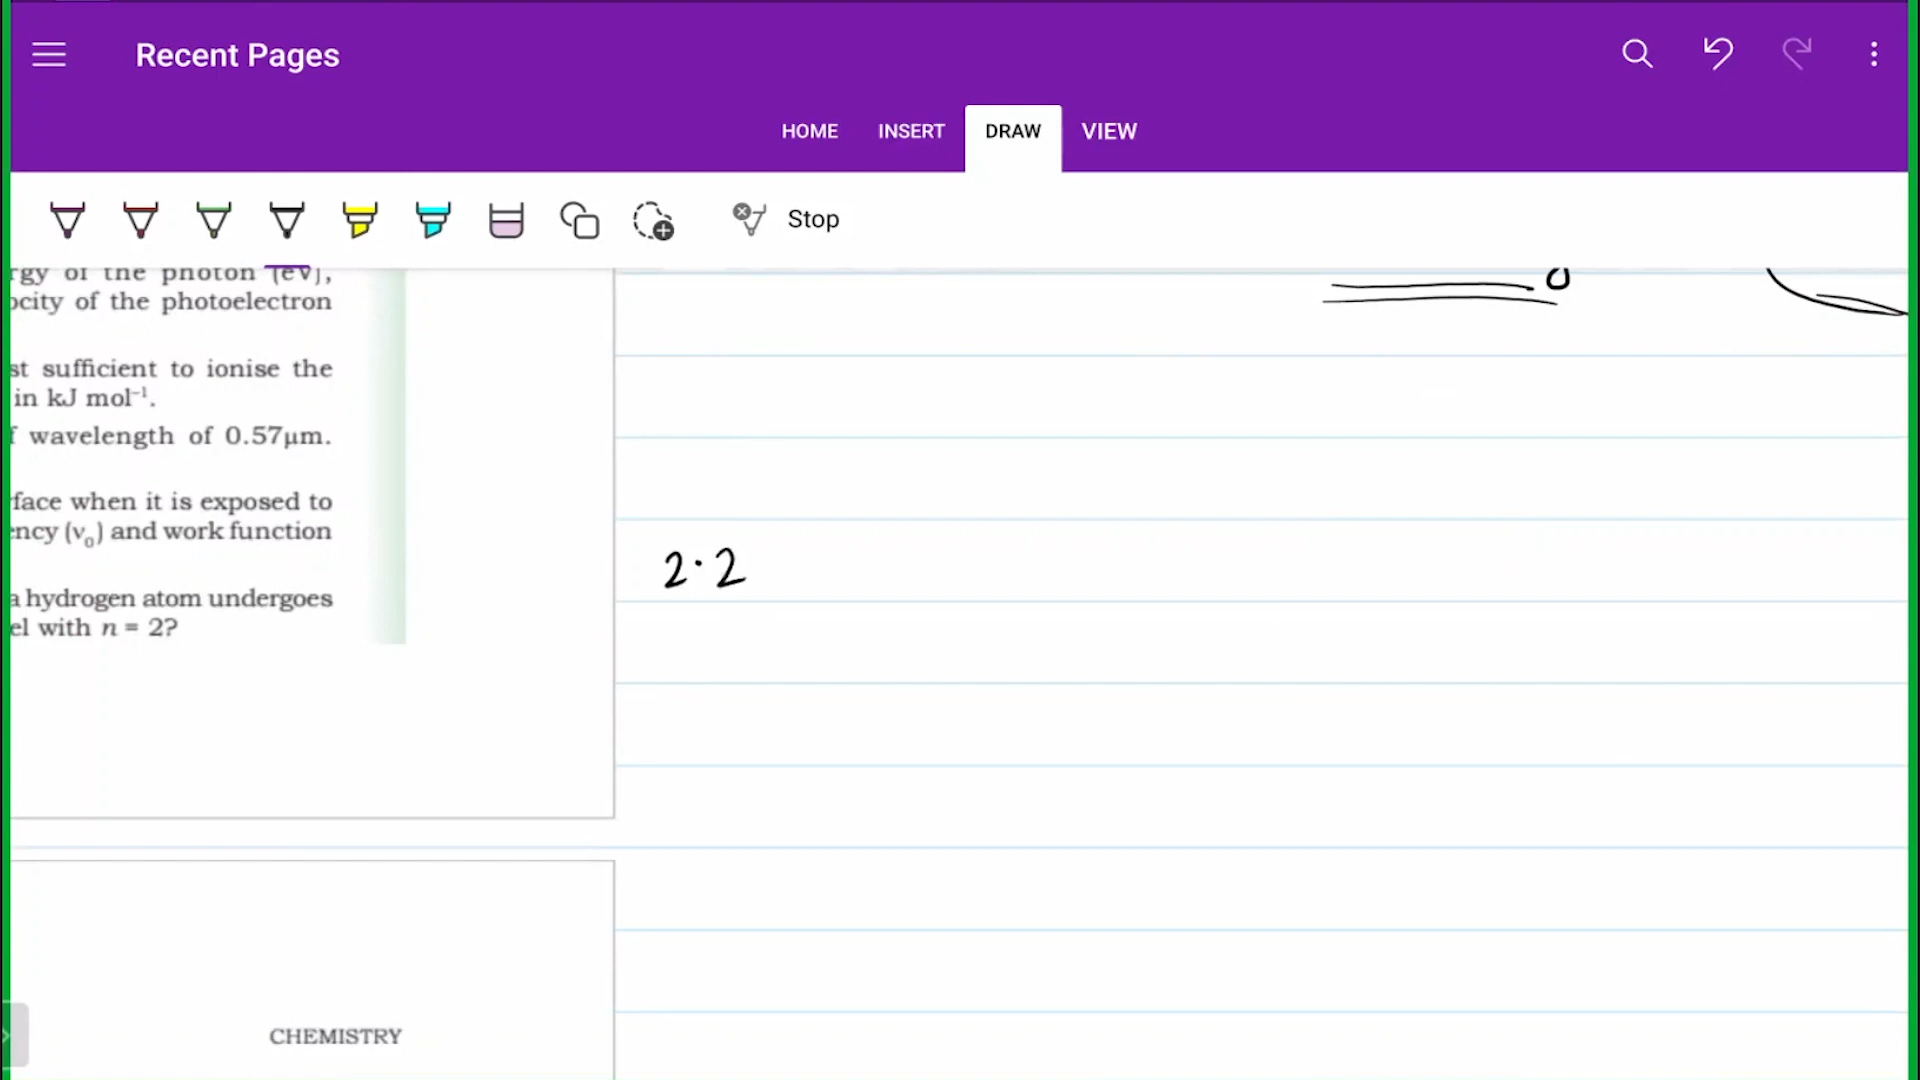 Recent Pages
HOME INSERT DRAW VIEW
Stop
rgy of the photon (eV),
ocity of the photoelectron
st sufficient to ionise the
in kJ mol⁻¹.
f wavelength of 0.57μm.
face when it is exposed to
ency (ν₀) and work function
a hydrogen atom undergoes
el with n = 2?
2.2
CHEMISTRY